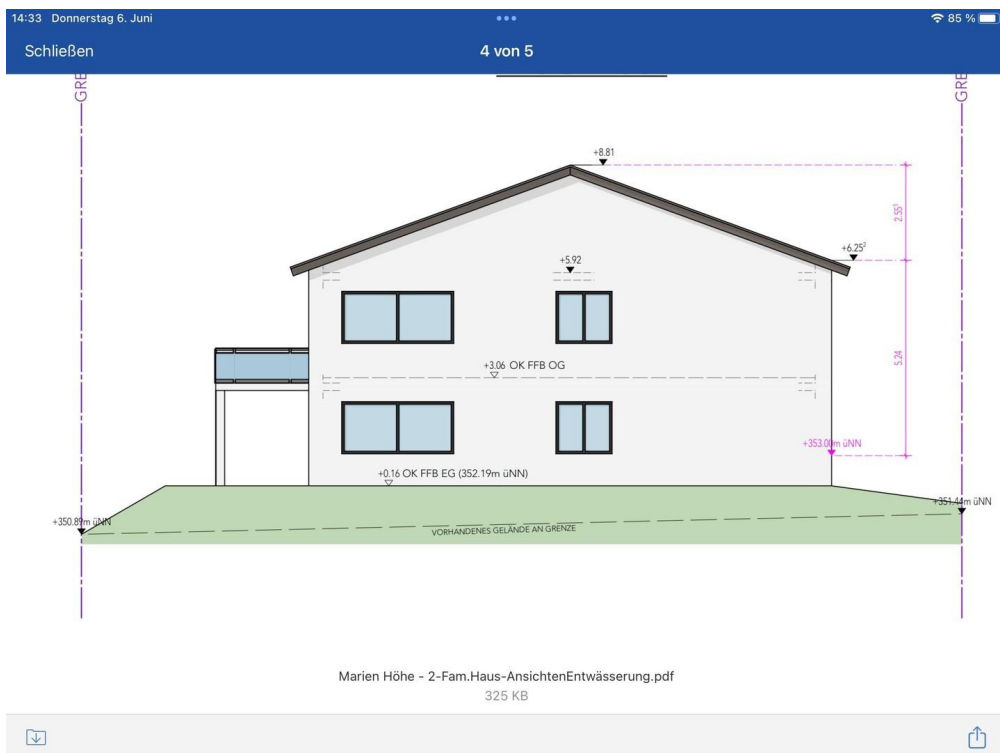 14:33 Donnerstag 6. Juni
85 %
Schließen
4 von 5
GRE
GRE
+8.81
2.55⁵
+6.25²
+5.92
+3.06 OK FFB OG
5.24
+353.00m üNN
+0.16 OK FFB EG (352.19m üNN)
+350.89m üNN
+351.44m üNN
VORHANDENES GELÄNDE AN GRENZE
Marien Höhe - 2-Fam.Haus-AnsichtenEntwässerung.pdf
325 KB